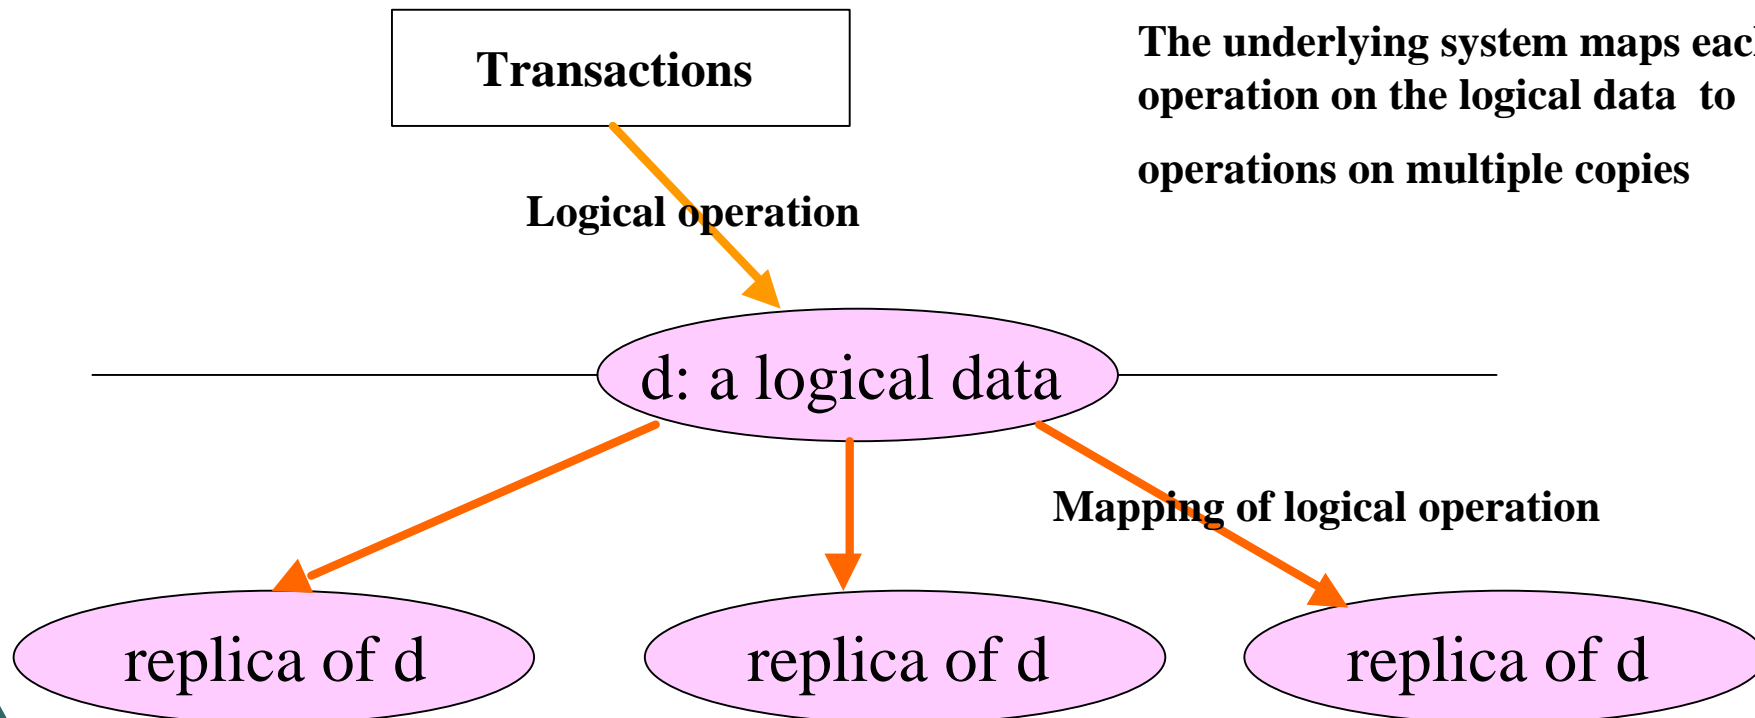 Transactions
The underlying system maps each
operation on the logical data to
operations on multiple copies
Logical operation
d: a logical data
Mapping of logical operation
replica of d
replica of d
replica of d